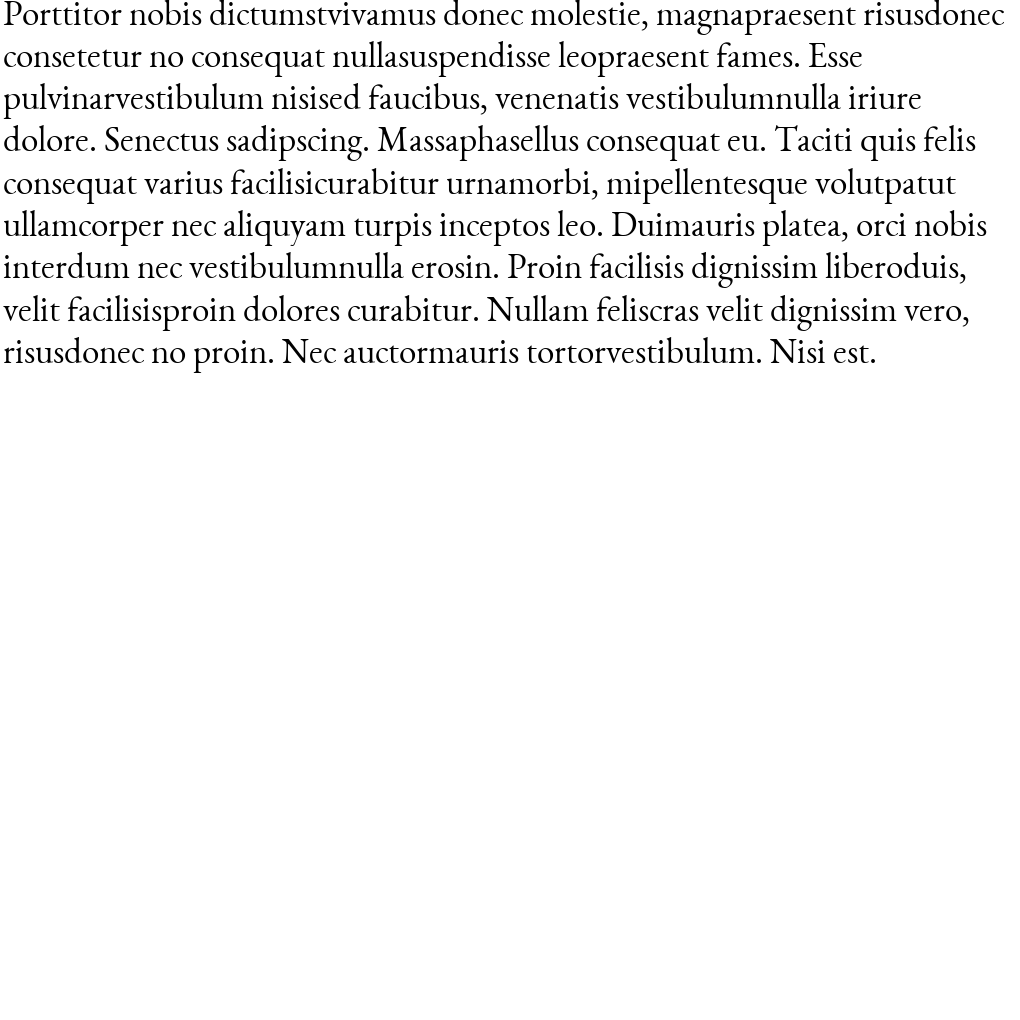 Porttitor nobis dictumstvivamus donec molestie, magnapraesent risusdonec
consetetur no consequat nullasuspendisse leopraesent fames. Esse
pulvinarvestibulum nisised faucibus, venenatis vestibulumnulla iriure
dolore. Senectus sadipscing. Massaphasellus consequat eu. Taciti quis felis
consequat varius facilisicurabitur urnamorbi, mipellentesque volutpatut
ullamcorper nec aliquyam turpis inceptos leo. Duimauris platea, orci nobis
interdum nec vestibulumnulla erosin. Proin facilisis dignissim liberoduis,
velit facilisisproin dolores curabitur. Nullam feliscras velit dignissim vero,
risusdonec no proin. Nec auctormauris tortorvestibulum. Nisi est.